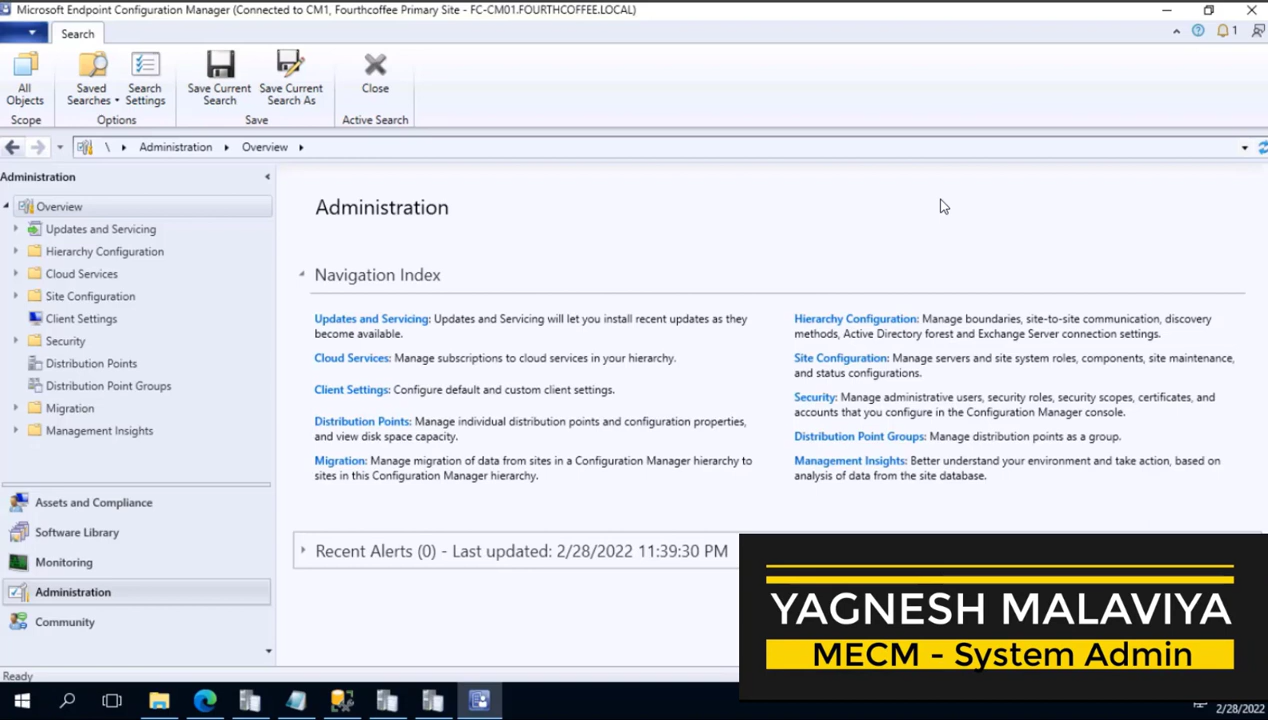 Microsoft Endpoint Configuration Manager (Connected to CM1, Fourthcoffee Primary Site - FC-CM01.FOURTHCOFFEE.LOCAL)
Search
1
All Objects
Saved Searches
Search Settings
Save Current Search
Save Current Search As
Close
Scope
Options
Save
Active Search
\ Administration Overview
Administration
Overview
Updates and Servicing
Hierarchy Configuration
Cloud Services
Site Configuration
Client Settings
Security
Distribution Points
Distribution Point Groups
Migration
Management Insights
Assets and Compliance
Software Library
Monitoring
Administration
Community
Administration
Navigation Index
Updates and Servicing: Updates and Servicing will let you install recent updates as they
become available.
Cloud Services: Manage subscriptions to cloud services in your hierarchy.
Client Settings: Configure default and custom client settings.
Distribution Points: Manage individual distribution points and configuration properties,
and view disk space capacity.
Migration: Manage migration of data from sites in a Configuration Manager hierarchy to
sites in this Configuration Manager hierarchy.
Hierarchy Configuration: Manage boundaries, site-to-site communication, discovery
methods, Active Directory forest and Exchange Server connection settings.
Site Configuration: Manage servers and site system roles, components, site maintenance,
and status configurations.
Security: Manage administrative users, security roles, security scopes, certificates, and
accounts that you configure in the Configuration Manager console.
Distribution Point Groups: Manage distribution points as a group.
Management Insights: Better understand your environment and take action, based on
analysis of data from the site database.
Recent Alerts (0) - Last updated: 2/28/2022 11:39:30 PM
YAGNESH MALAVIYA
MECM - System Admin
Ready
2/28/2022